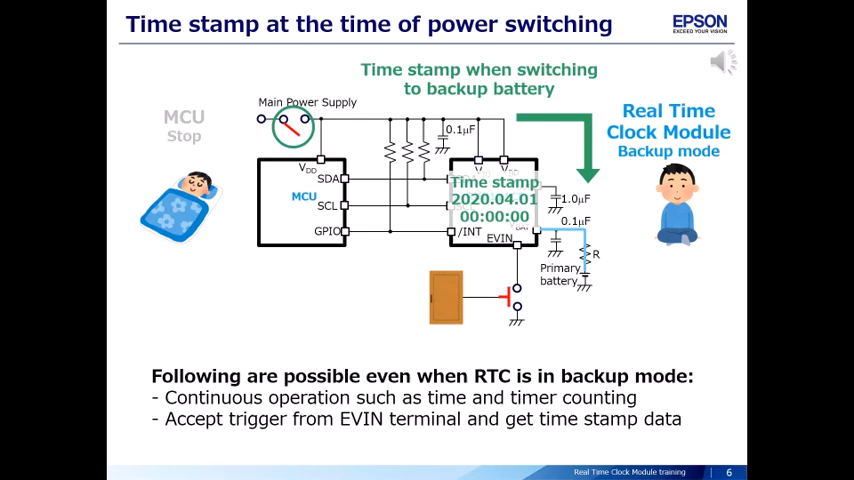 Time stamp at the time of power switching
EPSON
EXCEED YOUR VISION
Time stamp when switching
to backup battery
MCU
Stop
Main Power Supply
Real Time
Clock Module
Backup mode
0.1μF
VDD
SDA
MCU
SCL
GPIO
Time stamp
2020.04.01
00:00:00
1.0μF
0.1μF
/INT
EVIN
R
Primary
battery
Following are possible even when RTC is in backup mode:
- Continuous operation such as time and timer counting
- Accept trigger from EVIN terminal and get time stamp data
Real Time Clock Module training
6